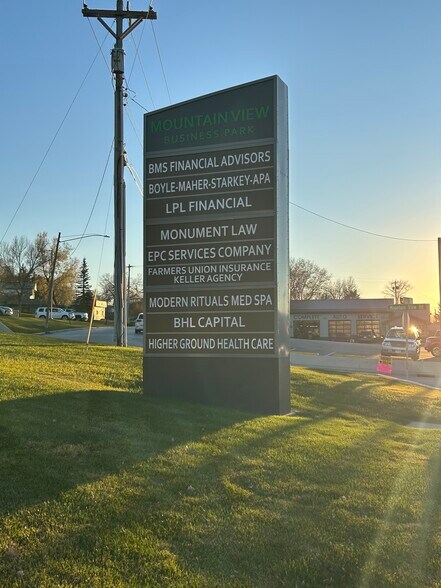 MOUNTAIN VIEW
BUSINESS PARK
BMS FINANCIAL ADVISORS
BOYLE-MAHER-STARKEY-APA
LPL FINANCIAL
MONUMENT LAW
EPC SERVICES COMPANY
FARMERS UNION INSURANCE
KELLER AGENCY
MODERN RITUALS MED SPA
BHL CAPITAL
HIGHER GROUND HEALTH CARE